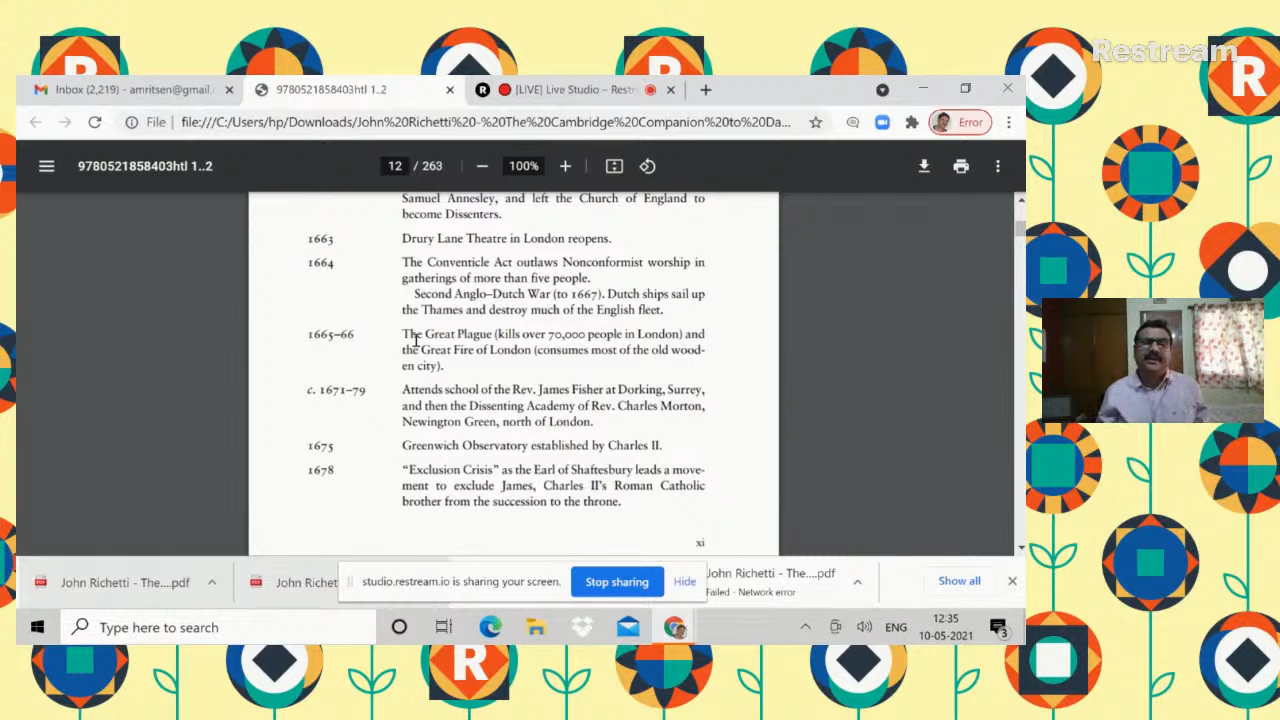 Restream
R
R
R
Inbox (2,219) - amritsen@gmail.
9780521858403htl 1..2
R
[LIVE] Live Studio – Restr
File
file:///C:/Users/hp/Downloads/John%20Richetti%20-%20The%20Cambridge%20Companion%20to%20Da...
Error
9780521858403htl 1..2
12 / 263
100%
Samuel Annesley, and left the Church of England to
become Dissenters.
1663 Drury Lane Theatre in London reopens.
1664 The Conventicle Act outlaws Nonconformist worship in
gatherings of more than five people.
Second Anglo–Dutch War (to 1667). Dutch ships sail up
the Thames and destroy much of the English fleet.
1665–66 The Great Plague (kills over 70,000 people in London) and
the Great Fire of London (consumes most of the old wood-
en city).
c. 1671–79 Attends school of the Rev. James Fisher at Dorking, Surrey,
and then the Dissenting Academy of Rev. Charles Morton,
Newington Green, north of London.
1675 Greenwich Observatory established by Charles II.
1678 “Exclusion Crisis” as the Earl of Shaftesbury leads a move-
ment to exclude James, Charles II’s Roman Catholic
brother from the succession to the throne.
xi
John Richetti - The....pdf
John Richet
studio.restream.io is sharing your screen.
Stop sharing
Hide
John Richetti - The....pdf
Failed - Network error
Show all
Type here to search
ENG
12:35
10-05-2021
3
R